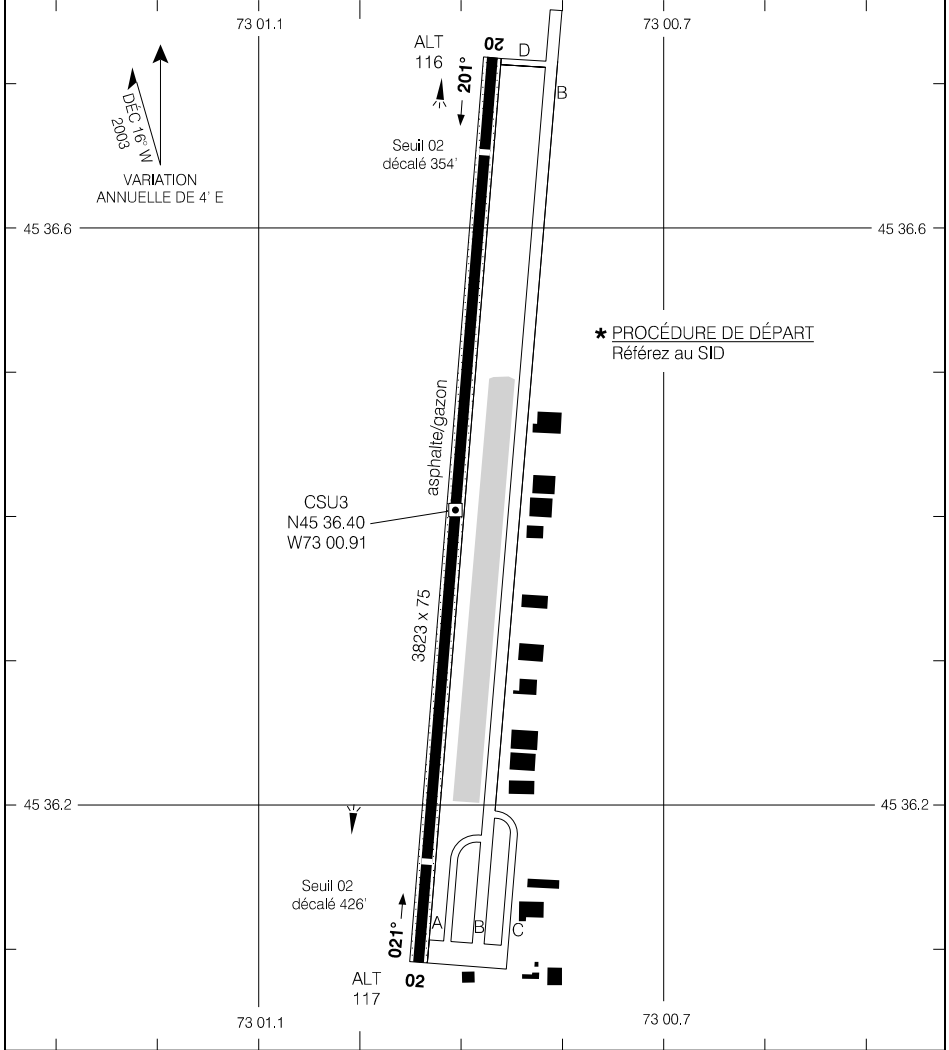 73 01.1
73 00.7
ALT
116
20
D
201°
B
DÉC 16° W
2003
VARIATION
ANNUELLE DE 4' E
Seuil 02
décalé 354'
45 36.6
45 36.6
* PROCÉDURE DE DÉPART
Référez au SID
asphalte/gazon
CSU3
N45 36.40
W73 00.91
3823 x 75
45 36.2
45 36.2
Seuil 02
décalé 426'
021°
A
B
C
ALT
117
02
73 01.1
73 00.7